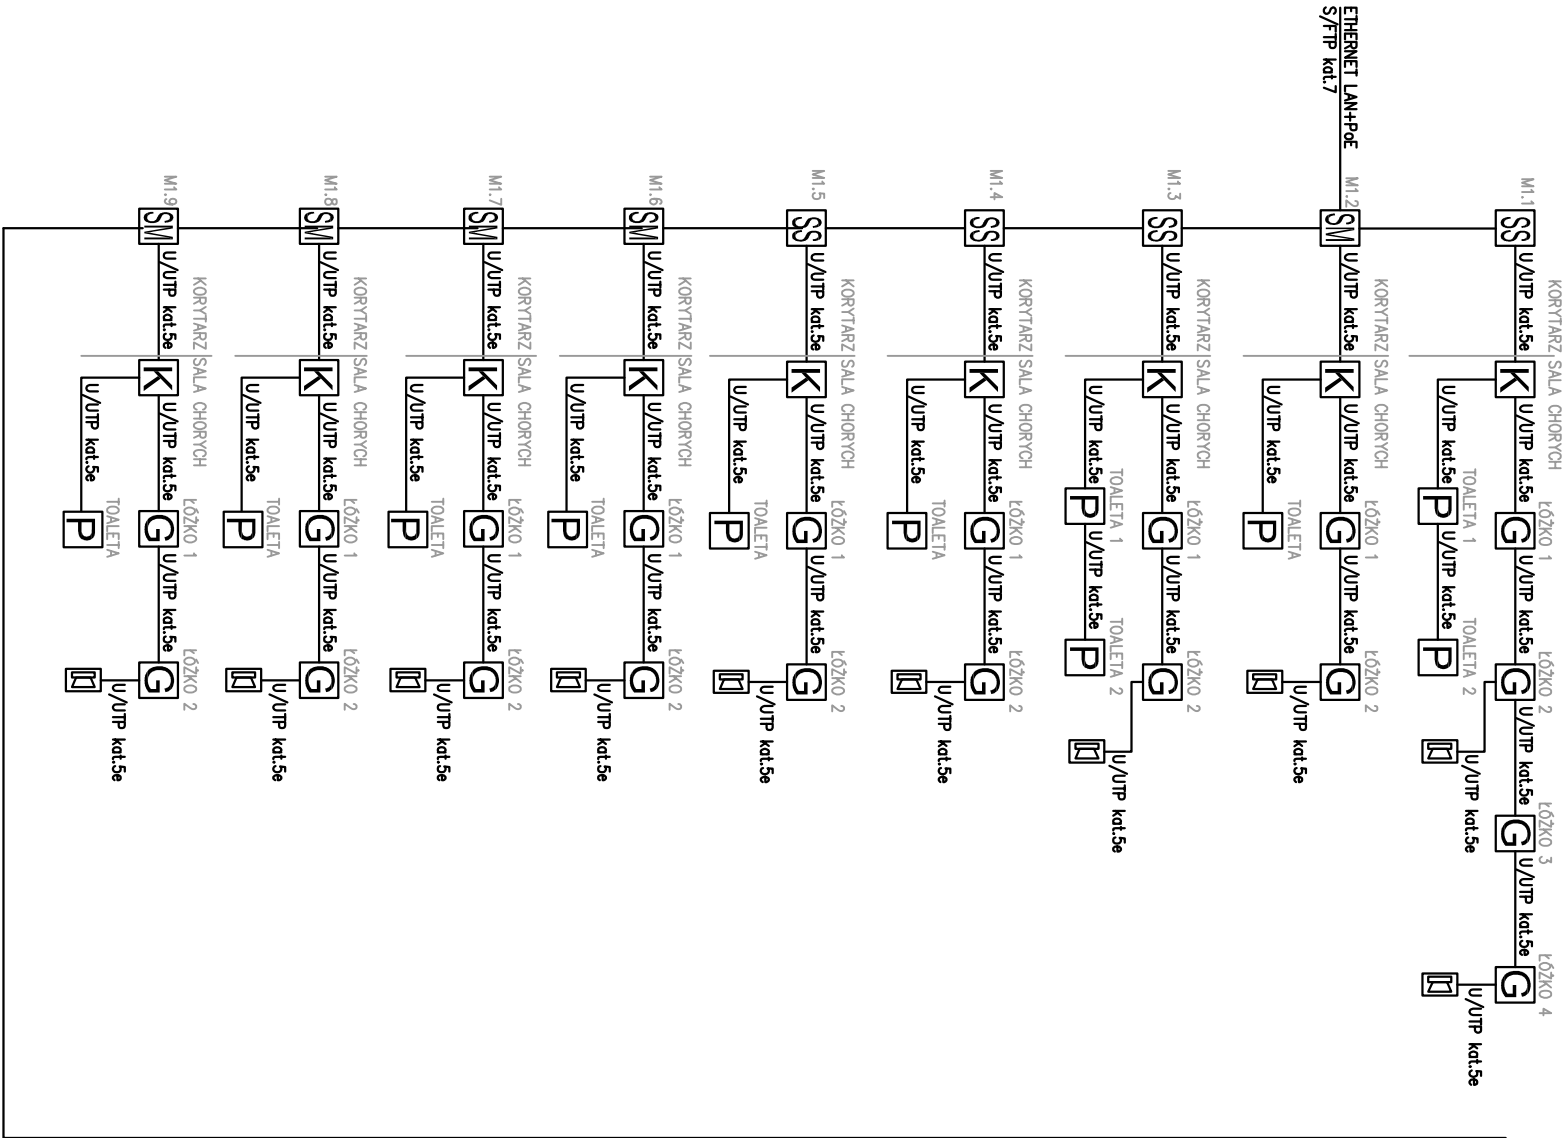 KORYTARZ SALA CHORYCH
M1.1 ŁÓŻKO 1 ŁÓŻKO 2 ŁÓŻKO 3 ŁÓŻKO 4
SS U/UTP kat.5e K U/UTP kat.5e G U/UTP kat.5e G U/UTP kat.5e G U/UTP kat.5e G
TOALETA 1 TOALETA 2
U/UTP kat.5e U/UTP kat.5e
U/UTP kat.5e P U/UTP kat.5e P
KORYTARZ SALA CHORYCH
ETHERNET LAN+PoE
S/FTP kat.7
M1.2 ŁÓŻKO 1 ŁÓŻKO 2
SM U/UTP kat.5e K U/UTP kat.5e G U/UTP kat.5e G
TOALETA
U/UTP kat.5e
U/UTP kat.5e P
KORYTARZ SALA CHORYCH
M1.3 ŁÓŻKO 1 ŁÓŻKO 2
SS U/UTP kat.5e K U/UTP kat.5e G U/UTP kat.5e G
TOALETA 1 TOALETA 2
U/UTP kat.5e
U/UTP kat.5e P U/UTP kat.5e P
KORYTARZ SALA CHORYCH
M1.4 ŁÓŻKO 1 ŁÓŻKO 2
SS U/UTP kat.5e K U/UTP kat.5e G U/UTP kat.5e G
TOALETA
U/UTP kat.5e
U/UTP kat.5e P
KORYTARZ SALA CHORYCH
M1.5 ŁÓŻKO 1 ŁÓŻKO 2
SS U/UTP kat.5e K U/UTP kat.5e G U/UTP kat.5e G
TOALETA
U/UTP kat.5e
U/UTP kat.5e P
KORYTARZ SALA CHORYCH
M1.6 ŁÓŻKO 1 ŁÓŻKO 2
SM U/UTP kat.5e K U/UTP kat.5e G U/UTP kat.5e G
TOALETA
U/UTP kat.5e
U/UTP kat.5e P
KORYTARZ SALA CHORYCH
M1.7 ŁÓŻKO 1 ŁÓŻKO 2
SM U/UTP kat.5e K U/UTP kat.5e G U/UTP kat.5e G
TOALETA
U/UTP kat.5e
U/UTP kat.5e P
KORYTARZ SALA CHORYCH
M1.8 ŁÓŻKO 1 ŁÓŻKO 2
SM U/UTP kat.5e K U/UTP kat.5e G U/UTP kat.5e G
TOALETA
U/UTP kat.5e
U/UTP kat.5e P
KORYTARZ SALA CHORYCH
M1.9 ŁÓŻKO 1 ŁÓŻKO 2
SM U/UTP kat.5e K U/UTP kat.5e G U/UTP kat.5e G
TOALETA
U/UTP kat.5e
U/UTP kat.5e P